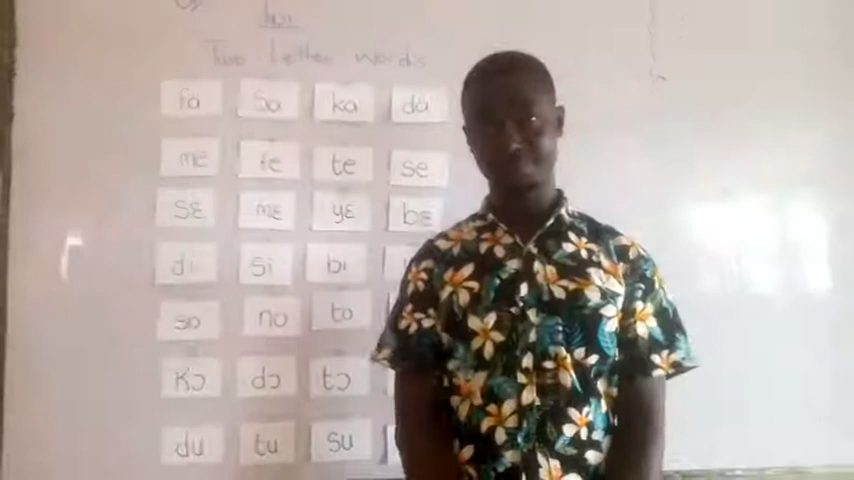 Two Letter Words
fa sa ka da
me fe te se
sɛ mɛ yɛ bɛ
di si bi
so no to
kɔ dɔ tɔ
du tu su